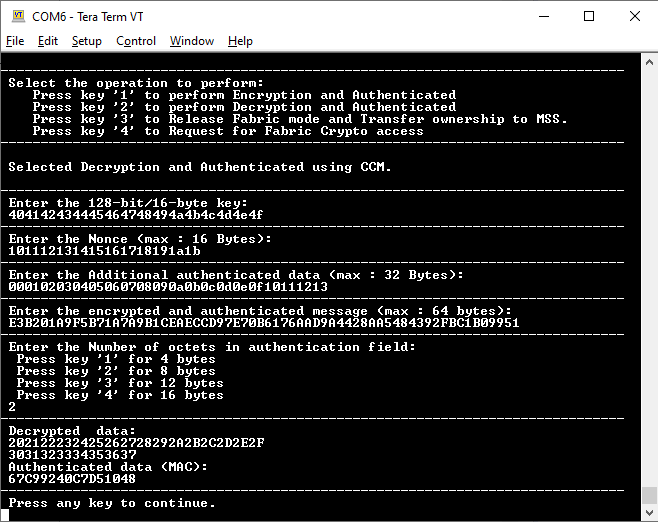 COM6 - Tera Term VT
File Edit Setup Control Window Help
Select the operation to perform:
Press key '1' to perform Encryption and Authenticated
Press key '2' to perform Decryption and Authenticated
Press key '3' to Release Fabric mode and Transfer ownership to MSS.
Press key '4' to Request for Fabric Crypto access
Selected Decryption and Authenticated using CCM.
Enter the 128-bit/16-byte key:
404142434445464748494a4b4c4d4e4f
Enter the Nonce (max : 16 Bytes):
101112131415161718191a1b
Enter the Additional authenticated data (max : 32 Bytes):
000102030405060708090a0b0c0d0e0f10111213
Enter the encrypted and authenticated message (max : 64 bytes):
E3B201A9F5B71A7A9B1CEAECCD97E70B6176AAD9A4428AA5484392FBC1B09951
Enter the Number of octets in authentication field:
Press key '1' for 4 bytes
Press key '2' for 8 bytes
Press key '3' for 12 bytes
Press key '4' for 16 bytes
2
Decrypted  data:
202122232425262728292A2B2C2D2E2F
3031323334353637
Authenticated data (MAC):
67C99240C7D51048
Press any key to continue.